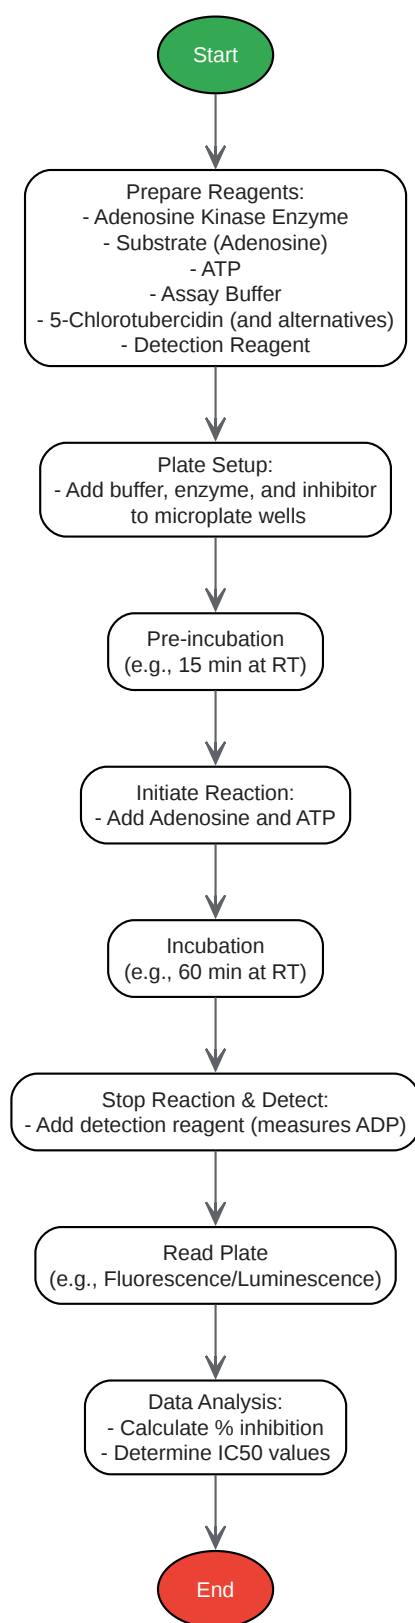 Start
Prepare Reagents:
- Adenosine Kinase Enzyme
- Substrate (Adenosine)
- ATP
- Assay Buffer
- 5-Chlorotubercidin (and alternatives)
- Detection Reagent
Plate Setup:
- Add buffer, enzyme, and inhibitor
to microplate wells
Pre-incubation
(e.g., 15 min at RT)
Initiate Reaction:
- Add Adenosine and ATP
Incubation
(e.g., 60 min at RT)
Stop Reaction & Detect:
- Add detection reagent (measures ADP)
Read Plate
(e.g., Fluorescence/Luminescence)
Data Analysis:
- Calculate % inhibition
- Determine IC50 values
End